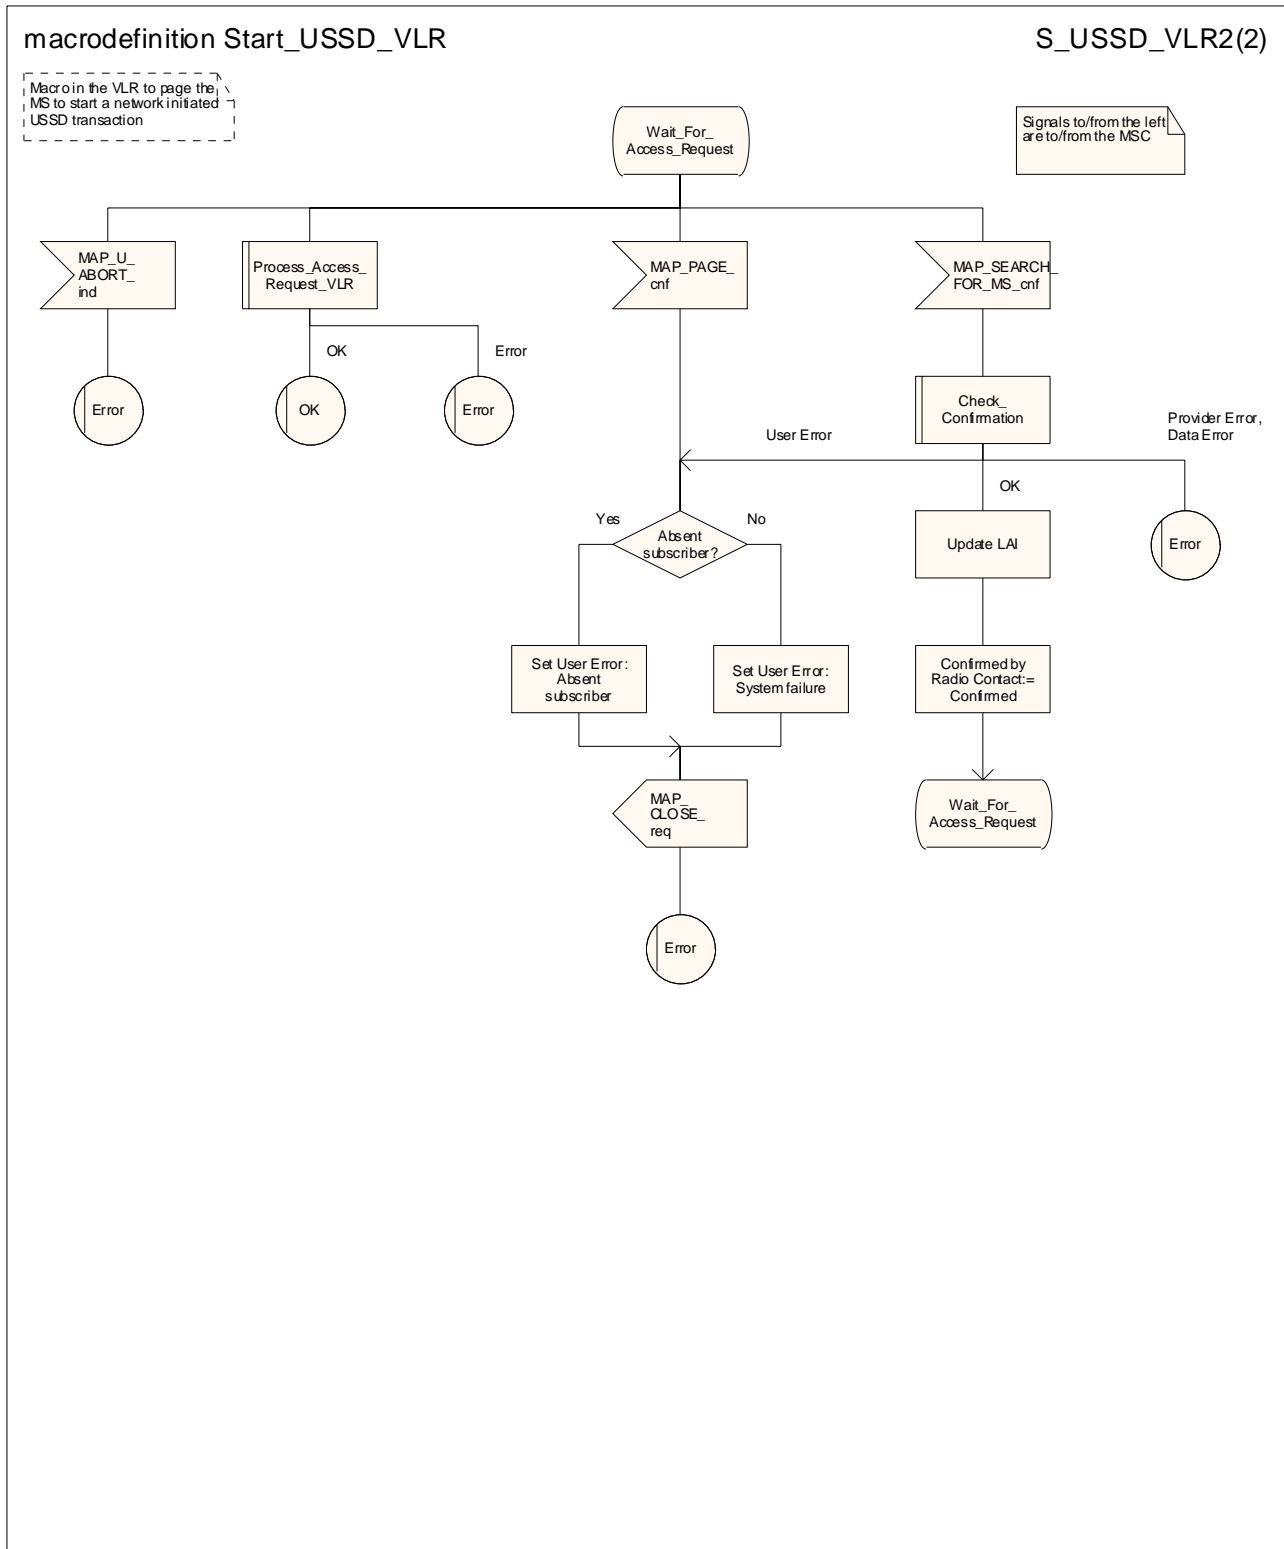 macrodefinition Start_USSD_VLR
S_USSD_VLR2(2)
Macro in the VLR to page the
MS to start a network initiated
USSD transaction
Wait_For_
Access_Request
Signals to/from the left
are to/from the MSC
MAP_U_
ABORT_
ind
Process_Access_
Request_VLR
MAP_PAGE_
cnf
MAP_SEARCH_
FOR_MS_cnf
OK
Error
Error
OK
Error
Check_
Confirmation
User Error
Provider Error,
Data Error
OK
Yes
No
Absent
subscriber?
Update LAI
Error
Set User Error:
Absent
subscriber
Set User Error:
System failure
Confirmed by
Radio Contact:=
Confirmed
MAP_
CLOSE_
req
Wait_For_
Access_Request
Error